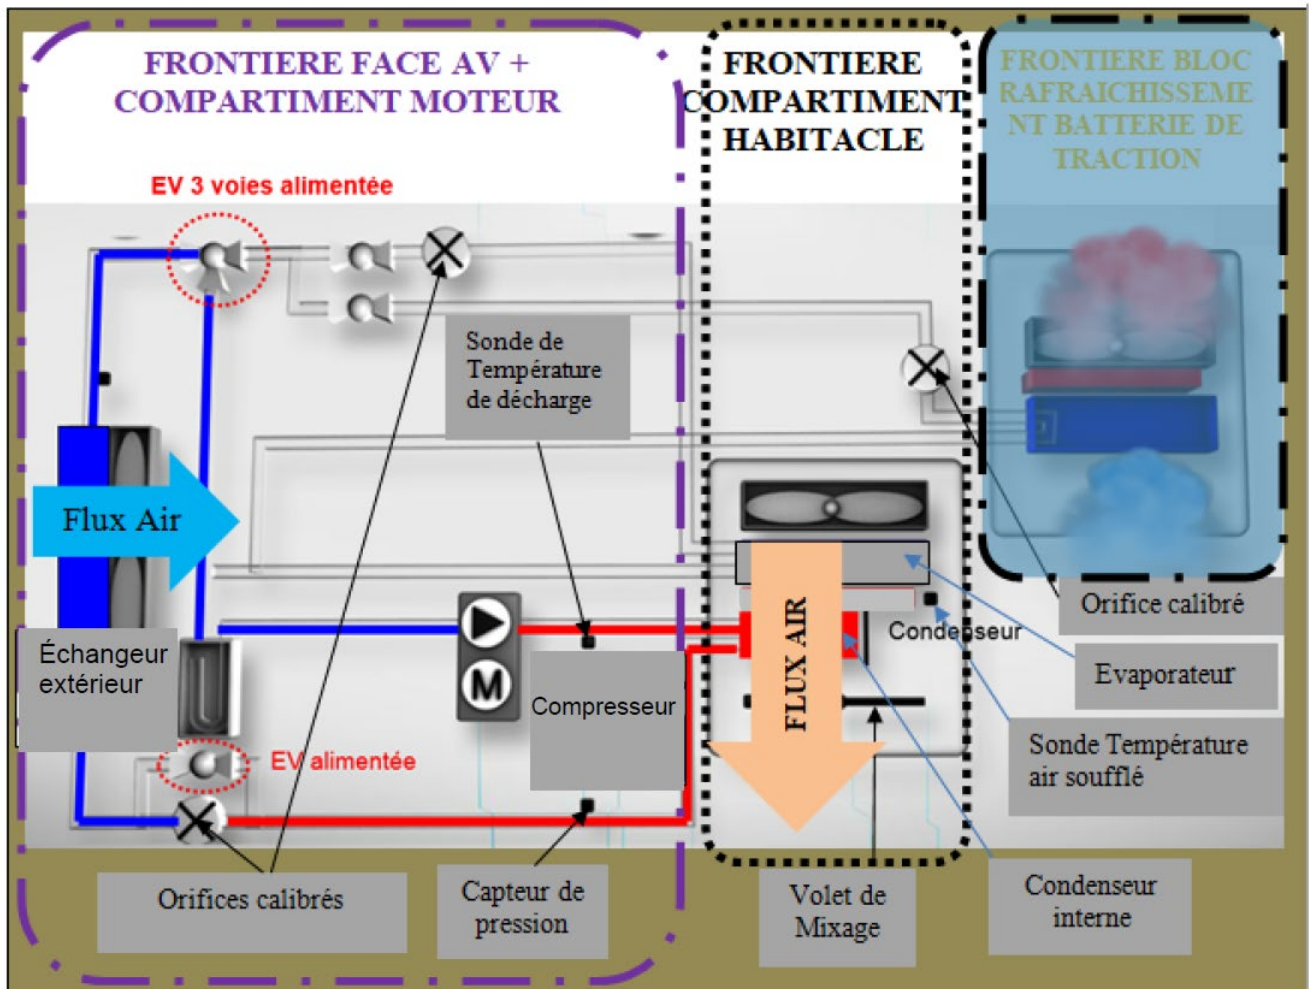 FRONTIERE FACE AV +
COMPARTIMENT MOTEUR
FRONTIERE
COMPARTIMENT
HABITACLE
FRONTIERE BLOC
RAFRAICHISSEME
NT BATTERIE DE
TRACTION
EV 3 voies alimentée
Sonde de
Température
de décharge
Flux Air
Échangeur
extérieur
Compresseur
M
FLUX AIR
Condenseur
Orifice calibré
Evaporateur
Sonde Température
air soufflé
EV alimentée
Orifices calibrés
Capteur de
pression
Volet de
Mixage
Condenseur
interne